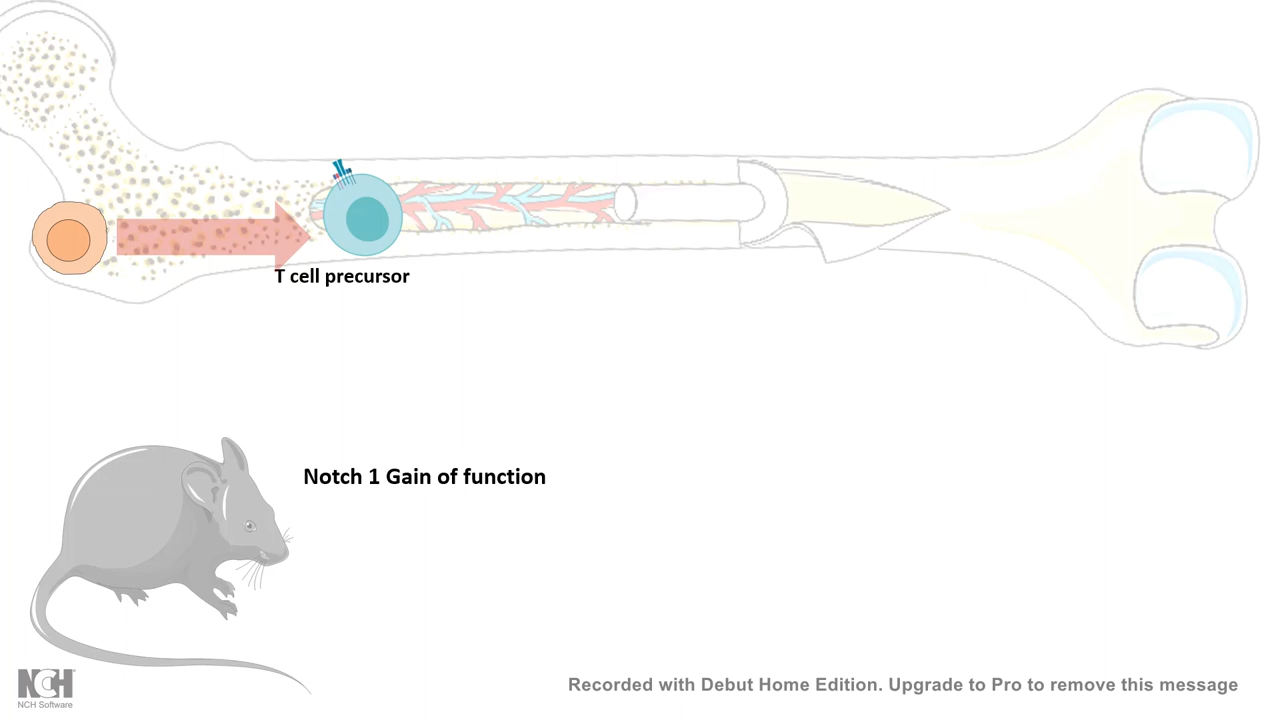 T cell precursor
Notch 1 Gain of function
NCH
NCH Software
Recorded with Debut Home Edition. Upgrade to Pro to remove this message